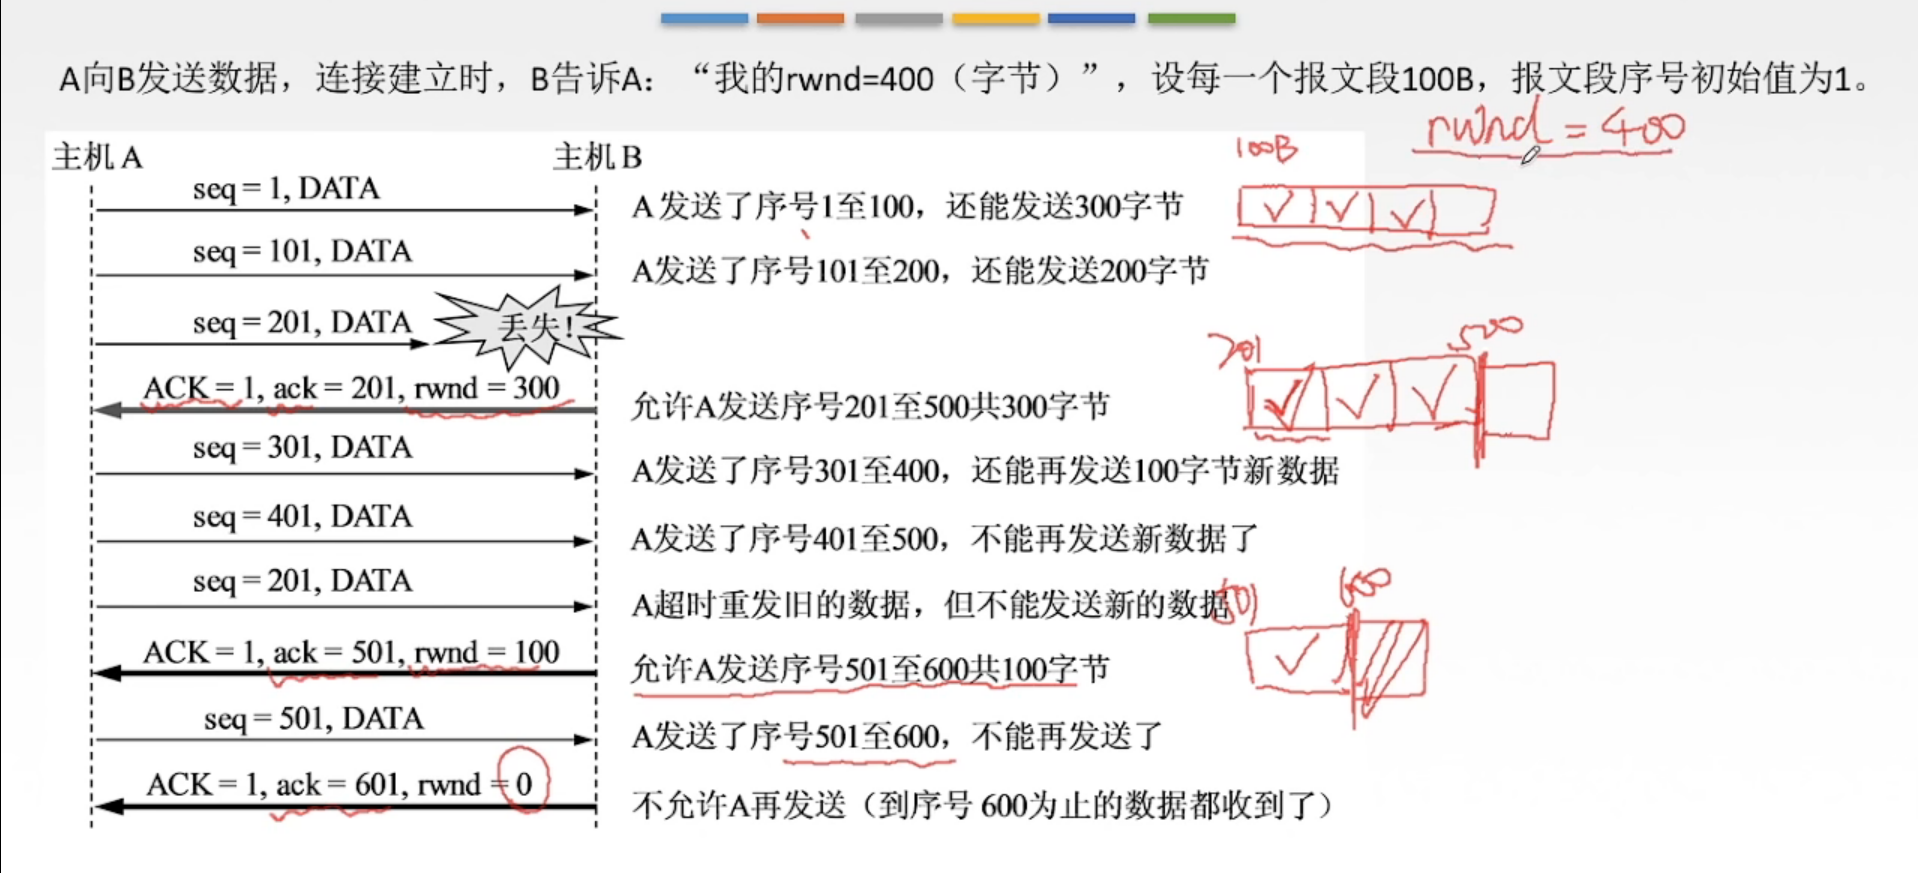 A向B发送数据，连接建立时，B告诉A：“我的rwnd=400（字节）”，设每一个报文段100B，报文段序号初始值为1。
rwnd = 400
主机 A 主机 B
100B
seq = 1, DATA
A 发送了序号1至100，还能发送300字节
seq = 101, DATA
A发送了序号101至200，还能发送200字节
seq = 201, DATA
丢失！
201 500
ACK = 1, ack = 201, rwnd = 300
允许A发送序号201至500共300字节
seq = 301, DATA
A发送了序号301至400，还能再发送100字节新数据
seq = 401, DATA
A发送了序号401至500，不能再发送新数据了
seq = 201, DATA
A超时重发旧的数据，但不能发送新的数据
501 600
ACK = 1, ack = 501, rwnd = 100
允许A发送序号501至600共100字节
seq = 501, DATA
A发送了序号501至600，不能再发送了
ACK = 1, ack = 601, rwnd = 0
不允许A再发送（到序号 600为止的数据都收到了）